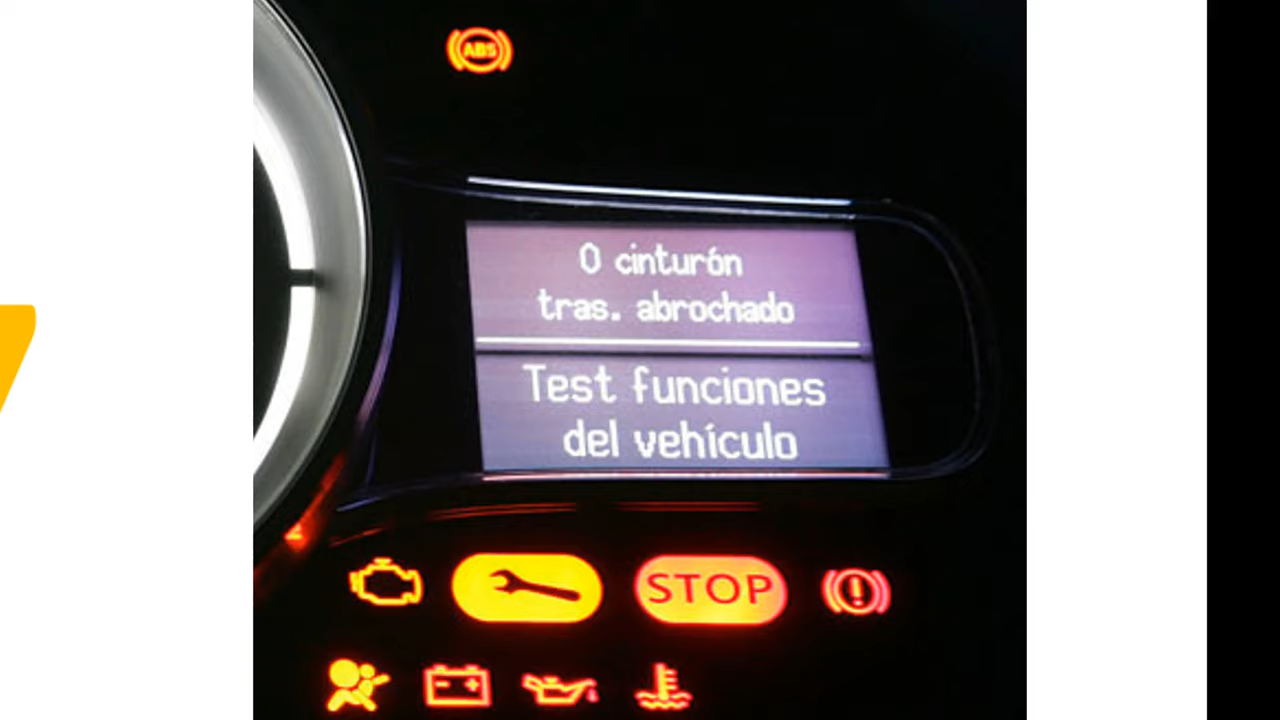 ABS
0 cinturón
tras. abrochado
Test funciones
del vehículo
STOP